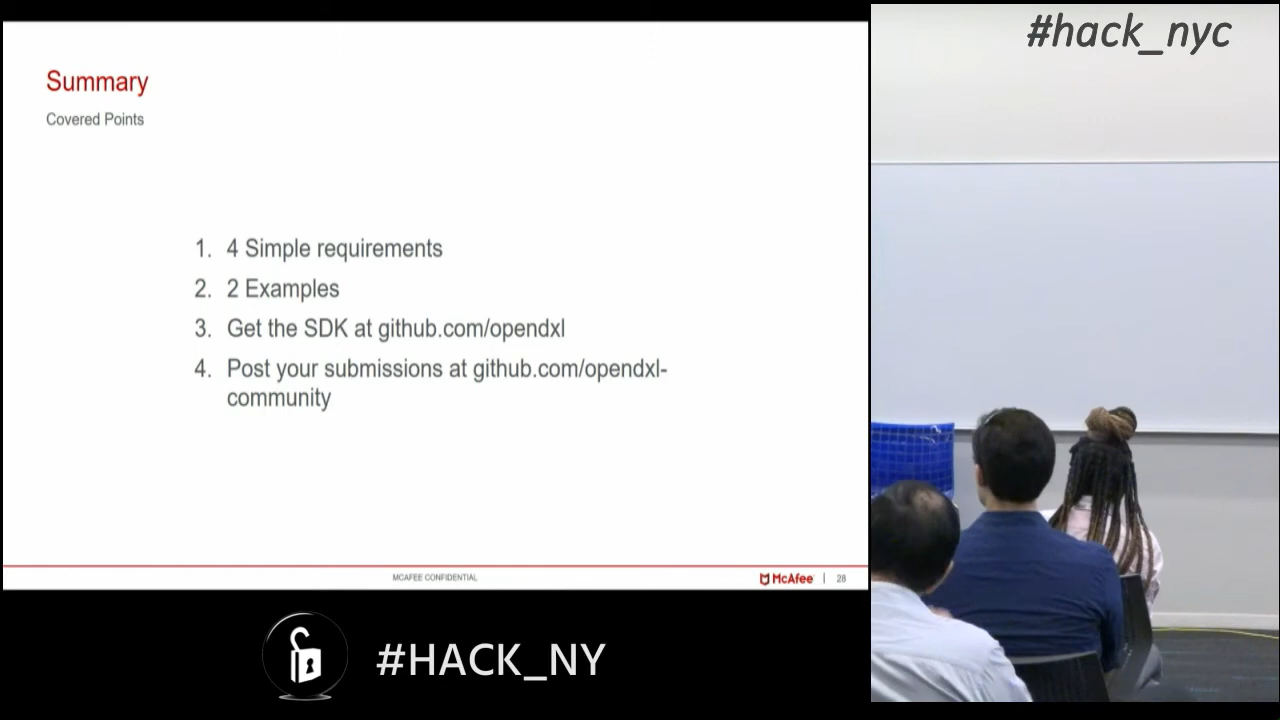 #hack_nyc
Summary
Covered Points
1. 4 Simple requirements
2. 2 Examples
3. Get the SDK at github.com/opendxl
4. Post your submissions at github.com/opendxl-
community
MCAFEE CONFIDENTIAL
McAfee | 28
#HACK_NY